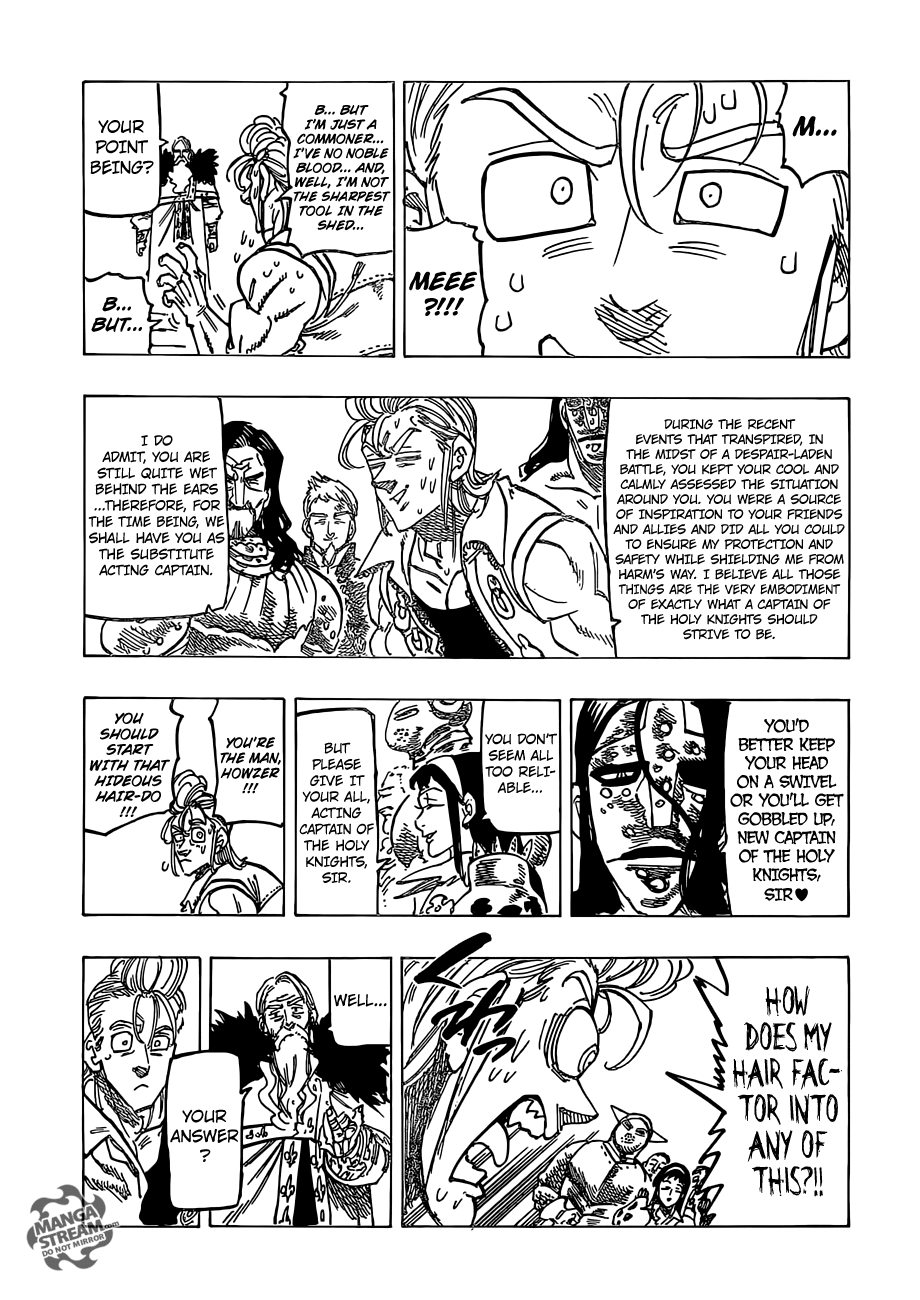 M...
MEEE
?!!!
B... BUT
I'M JUST A
COMMONER...
I'VE NO NOBLE
BLOOD... AND,
WELL, I'M NOT
THE SHARPEST
TOOL IN THE
SHED...
YOUR
POINT
BEING?
B...
BUT...
DURING THE RECENT
EVENTS THAT TRANSPIRED, IN
THE MIDST OF A DESPAIR-LADEN
BATTLE, YOU KEPT YOUR COOL AND
CALMLY ASSESSED THE SITUATION
AROUND YOU. YOU WERE A SOURCE
OF INSPIRATION TO YOUR FRIENDS
AND ALLIES AND DID ALL YOU COULD
TO ENSURE MY PROTECTION AND
SAFETY WHILE SHIELDING ME FROM
HARM'S WAY. I BELIEVE ALL THOSE
THINGS ARE THE VERY EMBODIMENT
OF EXACTLY WHAT A CAPTAIN OF
THE HOLY KNIGHTS SHOULD
STRIVE TO BE.
I DO
ADMIT, YOU ARE
STILL QUITE WET
BEHIND THE EARS
...THEREFORE, FOR
THE TIME BEING, WE
SHALL HAVE YOU AS
THE SUBSTITUTE
ACTING CAPTAIN.
YOU'D
BETTER KEEP
YOUR HEAD
ON A SWIVEL
OR YOU'LL GET
GOBBLED UP,
NEW CAPTAIN
OF THE HOLY
KNIGHTS,
SIR♥
YOU DON'T
SEEM ALL
TOO RELI-
ABLE...
BUT
PLEASE
GIVE IT
YOUR ALL,
ACTING
CAPTAIN OF
THE HOLY
KNIGHTS,
SIR.
YOU'RE
THE MAN,
HOWZER
!!!
YOU
SHOULD
START
WITH THAT
HIDEOUS
HAIR-DO
!!!
HOW
DOES MY
HAIR FAC-
TOR INTO
ANY OF
THIS?!!
WELL...
YOUR
ANSWER
?
MANGA
STREAM.com
DO NOT MIRROR